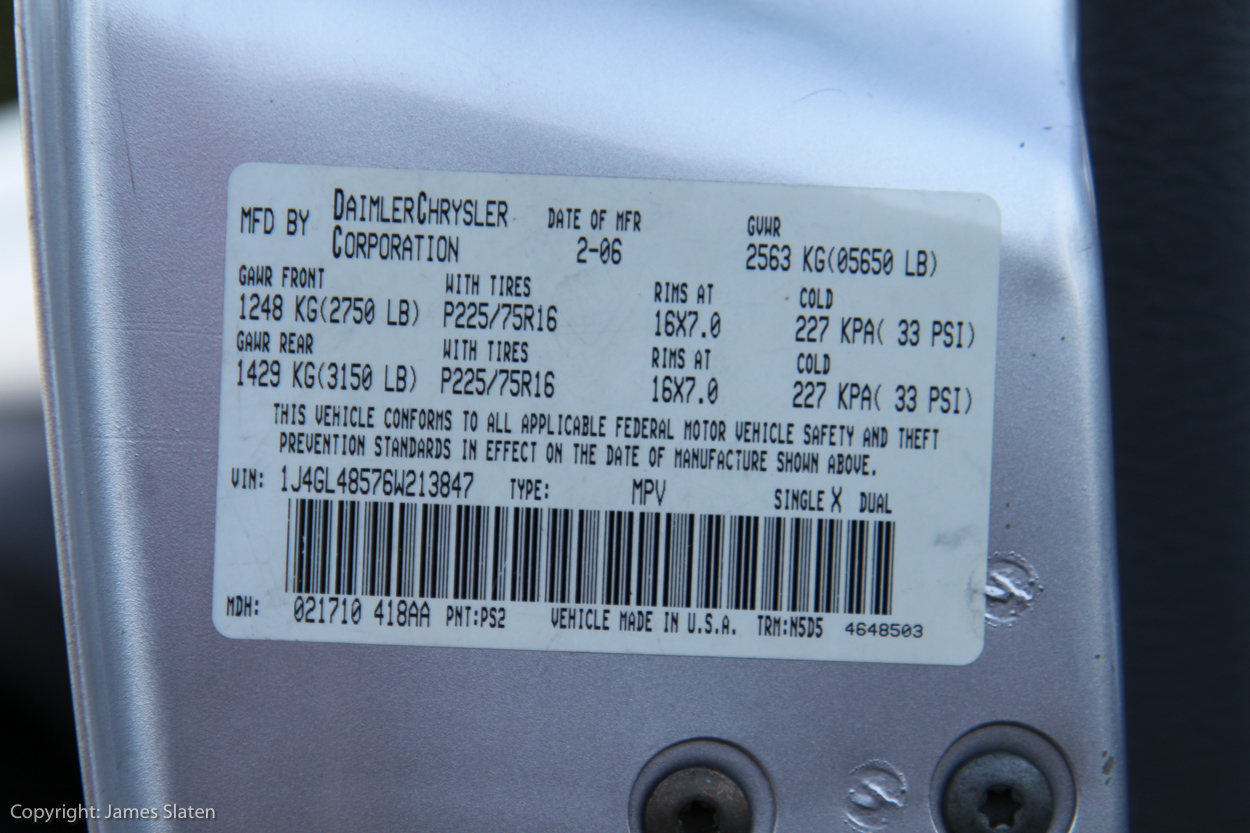 MFD BY DAIMLERCHRYSLER CORPORATION DATE OF MFR 2-06 GVWR 2563 KG(05650 LB)
GAWR FRONT WITH TIRES RIMS AT COLD
1248 KG(2750 LB) P225/75R16 16X7.0 227 KPA( 33 PSI)
GAWR REAR WITH TIRES RIMS AT COLD
1429 KG(3150 LB) P225/75R16 16X7.0 227 KPA( 33 PSI)
THIS VEHICLE CONFORMS TO ALL APPLICABLE FEDERAL MOTOR VEHICLE SAFETY AND THEFT
PREVENTION STANDARDS IN EFFECT ON THE DATE OF MANUFACTURE SHOWN ABOVE.
VIN: 1J4GL48576W213847 TYPE: MPV SINGLE X DUAL
MDH: 021710 418AA PNT:PS2 VEHICLE MADE IN U.S.A. TRM:N5D5 4648503
Copyright: James Slaten